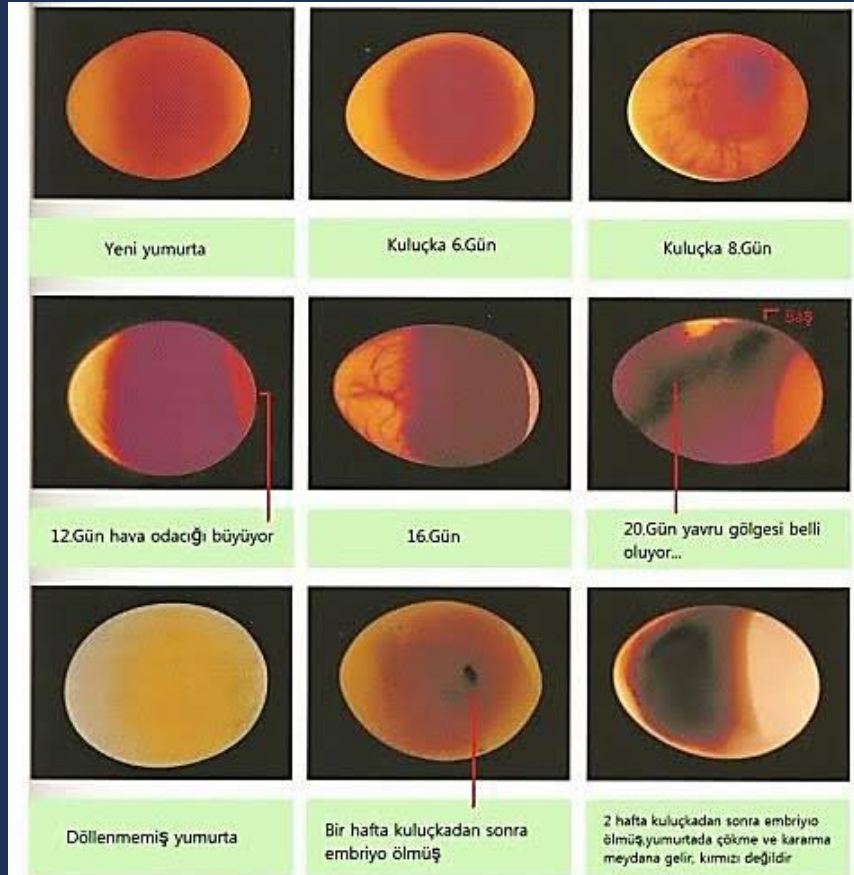 Yeni yumurta
Kuluçka 6.Gün
Kuluçka 8.Gün
Baş
12.Gün hava odacığı büyüyor
16.Gün
20.Gün yavru gölgesi belli
oluyor...
Döllenmemiş yumurta
Bir hafta kuluçkadan sonra
embriyo ölmüş
2 hafta kuluçkadan sonra embriyıo
ölmüş,yumurtada çökme ve kararma
meydana gelir, kırmızı değildir